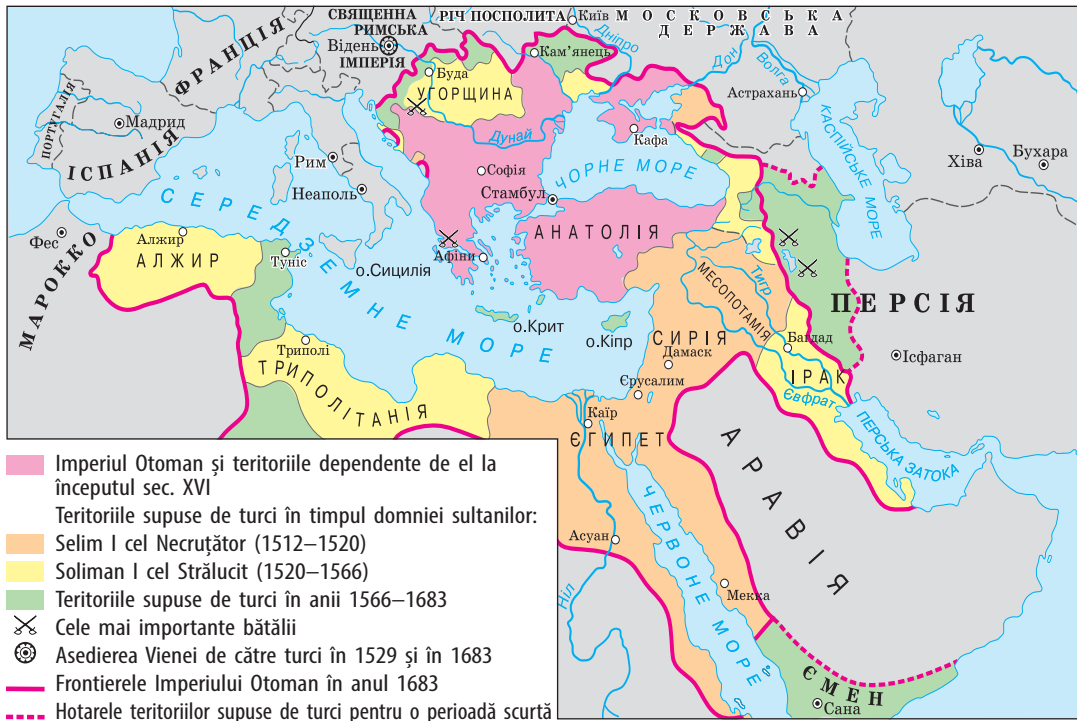 СВЯЩЕННА
РИМСЬКА
ІМПЕРІЯ
РІЧ ПОСПОЛИТА
Київ
МОСКОВСЬКА
ДЕРЖАВА
Відень
Дніпро
Кам’янець
Дон
Волга
Астрахань
ФРАНЦІЯ
Буда
УГОРЩИНА
ПОРТУГАЛІЯ
Мадрид
ІСПАНІЯ
Дунай
Кафа
КАСПІЙСЬКЕ МОРЕ
Хіва
Бухара
Рим
Неаполь
Софія
Стамбул
ЧОРНЕ МОРЕ
СЕРЕДЗЕМНЕ МОРЕ
Фес
МАРОККО
Алжир
АЛЖИР
Туніс
о.Сицилія
Афіни
АНАТОЛІЯ
МЕСОПОТАМІЯ
Тигр
ПЕРСІЯ
о.Крит
о.Кіпр
СИРІЯ
Дамаск
Багдад
Ісфаган
Триполі
ТРИПОЛІТАНІЯ
Єрусалим
ІРАК
Євфрат
Каїр
ЄГИПЕТ
ПЕРСЬКА ЗАТОКА
АРАВІЯ
ЧЕРВОНЕ МОРЕ
Асуан
Ніл
Мекка
ЄМЕН
Сана
Imperiul Otoman și teritoriile dependente de el la
începutul sec. XVI
Teritoriile supuse de turci în timpul domniei sultanilor:
Selim I cel Necruțător (1512–1520)
Soliman I cel Strălucit (1520–1566)
Teritoriile supuse de turci în anii 1566–1683
Cele mai importante bătălii
Asedierea Vienei de către turci în 1529 și în 1683
Frontierele Imperiului Otoman în anul 1683
Hotarele teritoriilor supuse de turci pentru o perioadă scurtă